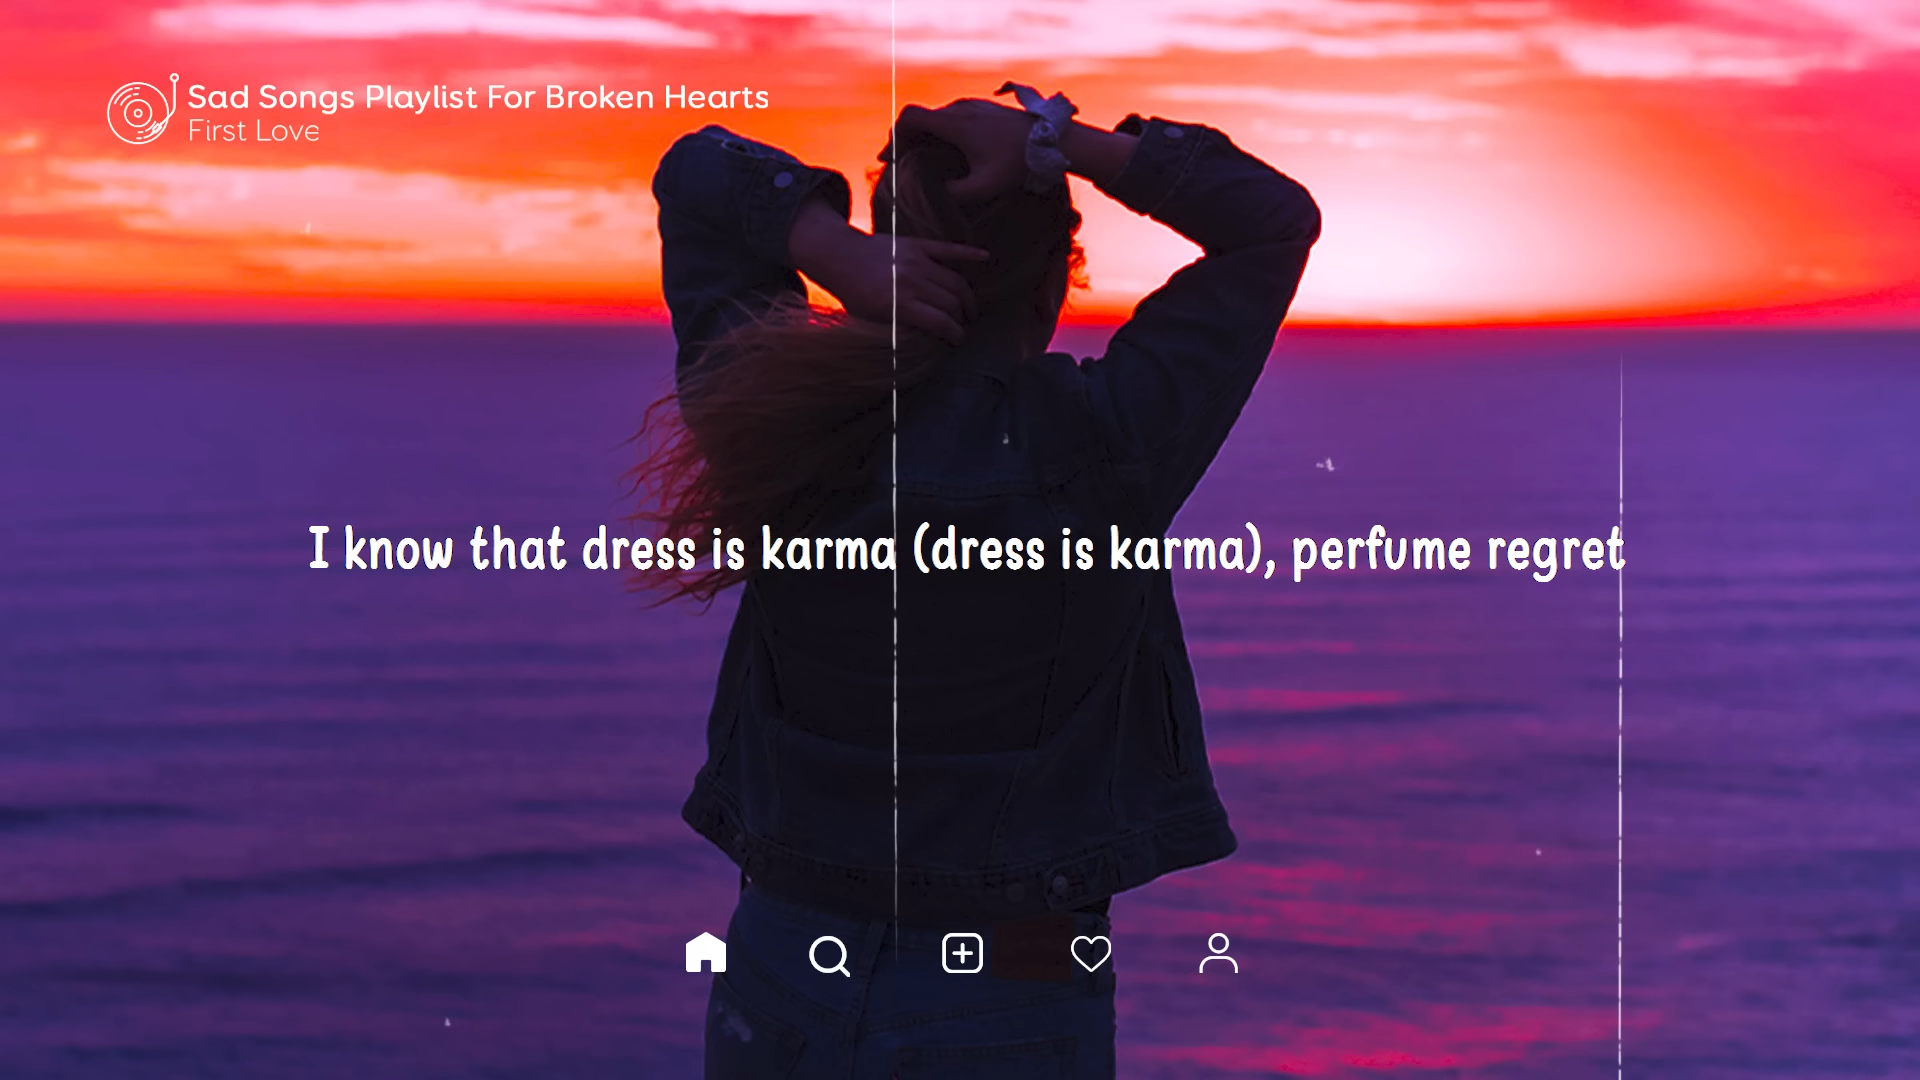 Sad Songs Playlist For Broken Hearts
First Love
I know that dress is karma (dress is karma), perfume regret